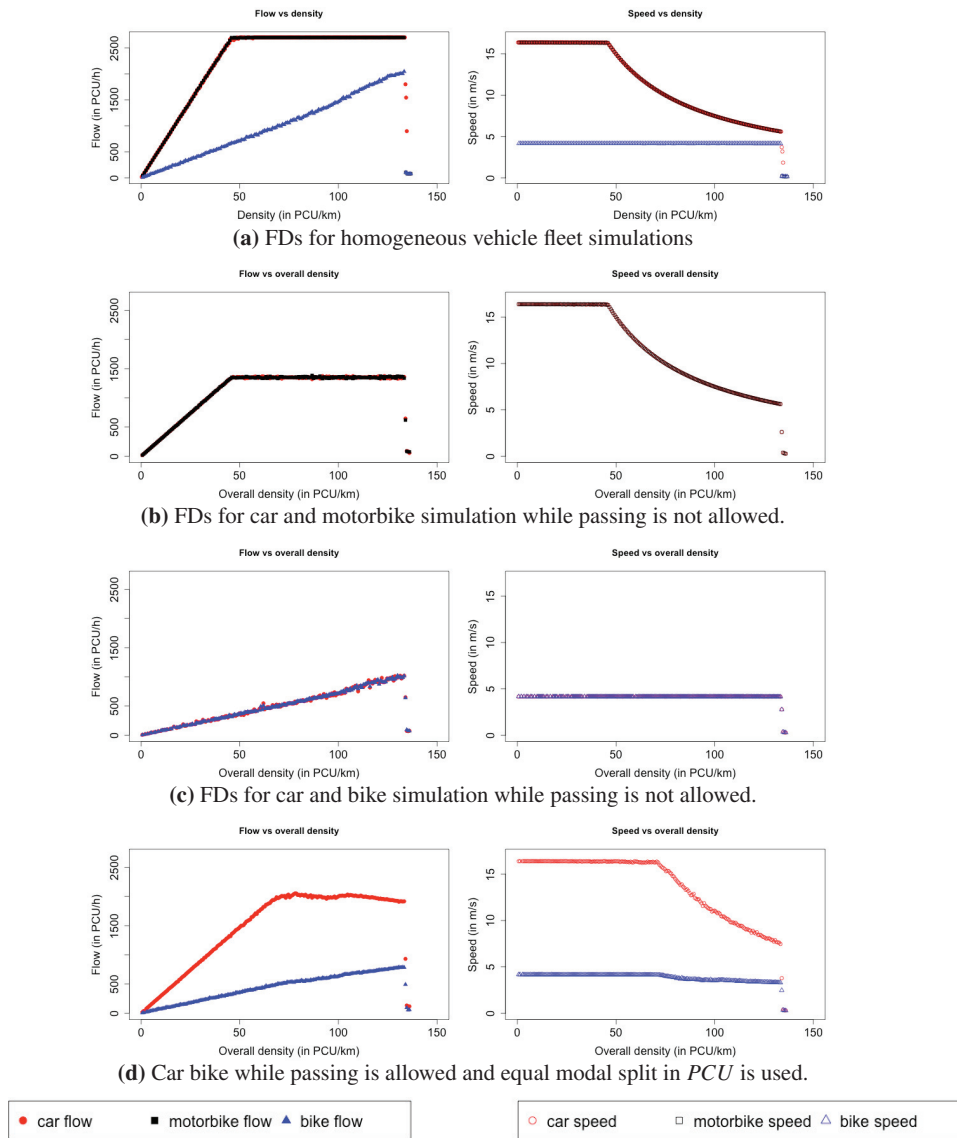 Flow vs density
Speed vs density
Flow (in PCU/h)
0 500 1500 2500
0 50 100 150
Density (in PCU/km)
Speed (in m/s)
0 5 10 15
0 50 100 150
Density (in PCU/km)
(a) FDs for homogeneous vehicle fleet simulations
Flow vs overall density
Speed vs overall density
Flow (in PCU/h)
0 500 1500 2500
0 50 100 150
Overall density (in PCU/km)
Speed (in m/s)
0 5 10 15
0 50 100 150
Overall density (in PCU/km)
(b) FDs for car and motorbike simulation while passing is not allowed.
Flow vs overall density
Speed vs overall density
Flow (in PCU/h)
0 500 1500 2500
0 50 100 150
Overall density (in PCU/km)
Speed (in m/s)
0 5 10 15
0 50 100 150
Overall density (in PCU/km)
(c) FDs for car and bike simulation while passing is not allowed.
Flow vs overall density
Speed vs overall density
Flow (in PCU/h)
0 500 1500 2500
0 50 100 150
Overall density (in PCU/km)
Speed (in m/s)
0 5 10 15
0 50 100 150
Overall density (in PCU/km)
(d) Car bike while passing is allowed and equal modal split in PCU is used.
car flow motorbike flow bike flow
car speed motorbike speed bike speed